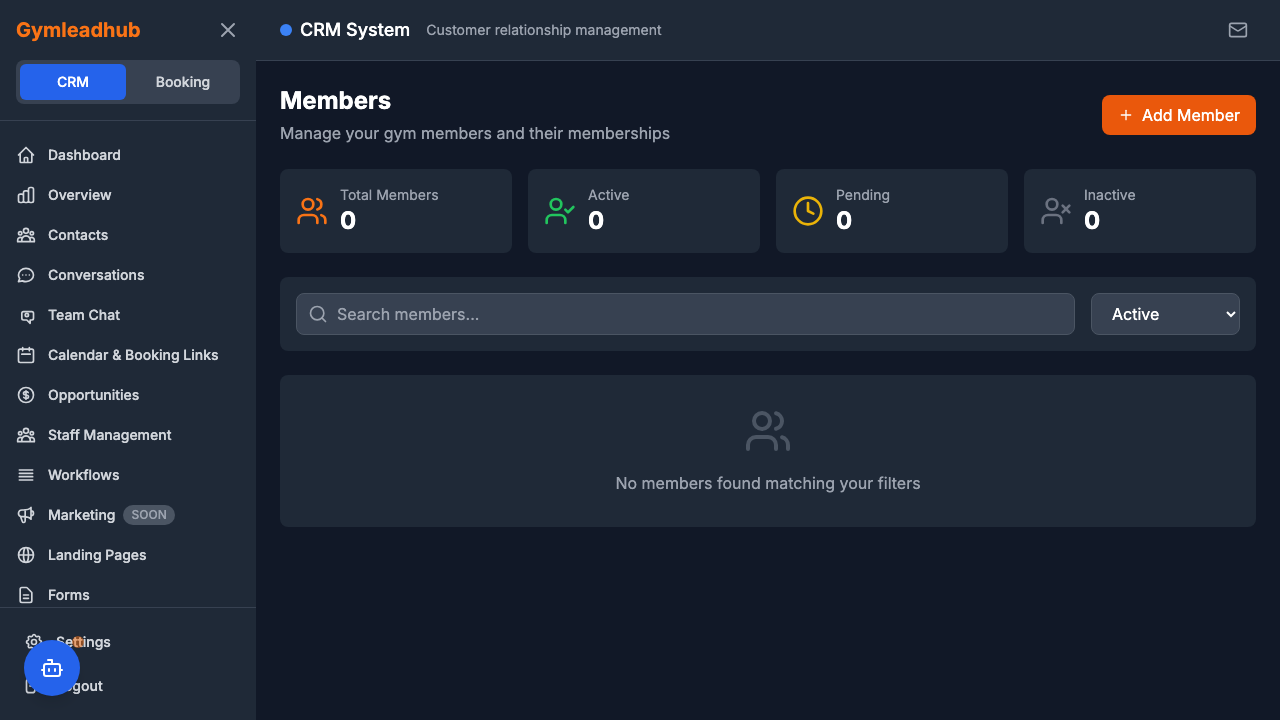 Gymleadhub
CRM
Booking
Dashboard
Overview
Contacts
Conversations
Team Chat
Calendar & Booking Links
Opportunities
Staff Management
Workflows
Marketing SOON
Landing Pages
Forms
Settings
CRM System Customer relationship management
Members
Manage your gym members and their memberships
+ Add Member
Total Members
0
Active
0
Pending
0
Inactive
0
Search members...
Active
No members found matching your filters